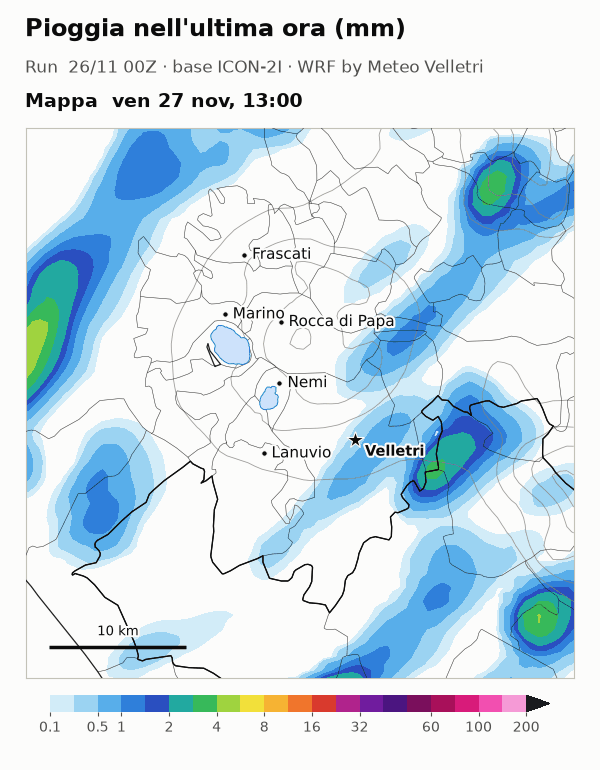 Pioggia nell'ultima ora (mm)
Run 26/11 00Z · base ICON-2I · WRF by Meteo Velletri
Mappa ven 27 nov, 13:00
Frascati
Marino
Rocca di Papa
Nemi
Velletri
Lanuvio
10 km
0.1 0.5 1 2 4 8 16 32 60 100 200